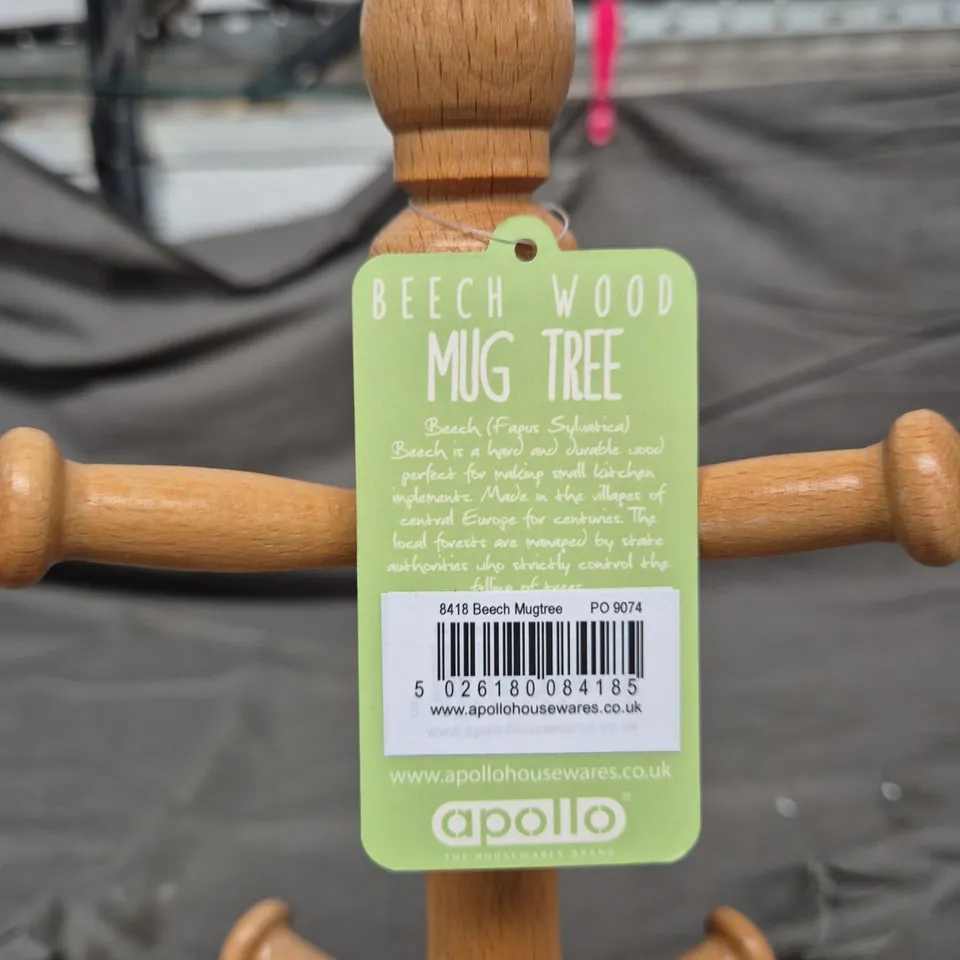 BEECH WOOD
MUG TREE
Beech (Fagus Sylvatica)
Beech is a hard and durable wood
perfect for making small kitchen
implements. Made in the villages of
central Europe for centuries. The
local forests are managed by state
authorities who strictly control the
felling of trees
8418 Beech Mugtree PO 9074
5 026180 084185
www.apollohousewares.co.uk
www.apollohousewares.co.uk
apollo®
THE HOUSEWARES BRAND